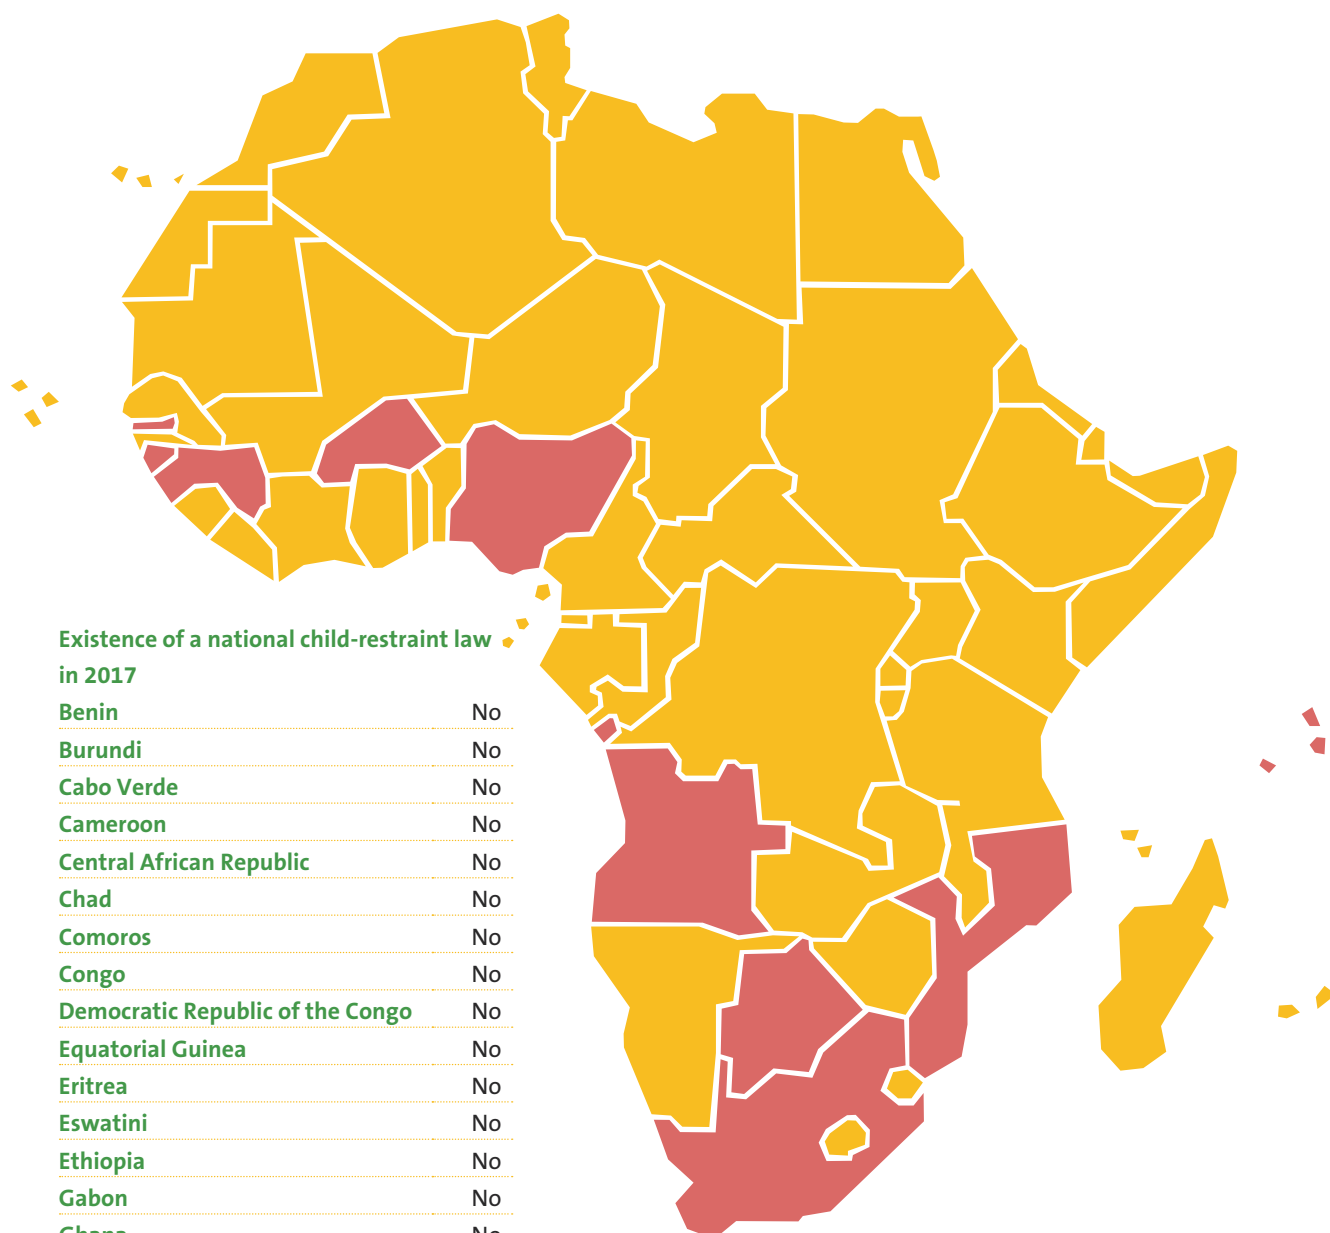 Existence of a national child-restraint law
in 2017
Benin No
Burundi No
Cabo Verde No
Cameroon No
Central African Republic No
Chad No
Comoros No
Congo No
Democratic Republic of the Congo No
Equatorial Guinea No
Eritrea No
Eswatini No
Ethiopia No
Gabon No
Ghana No